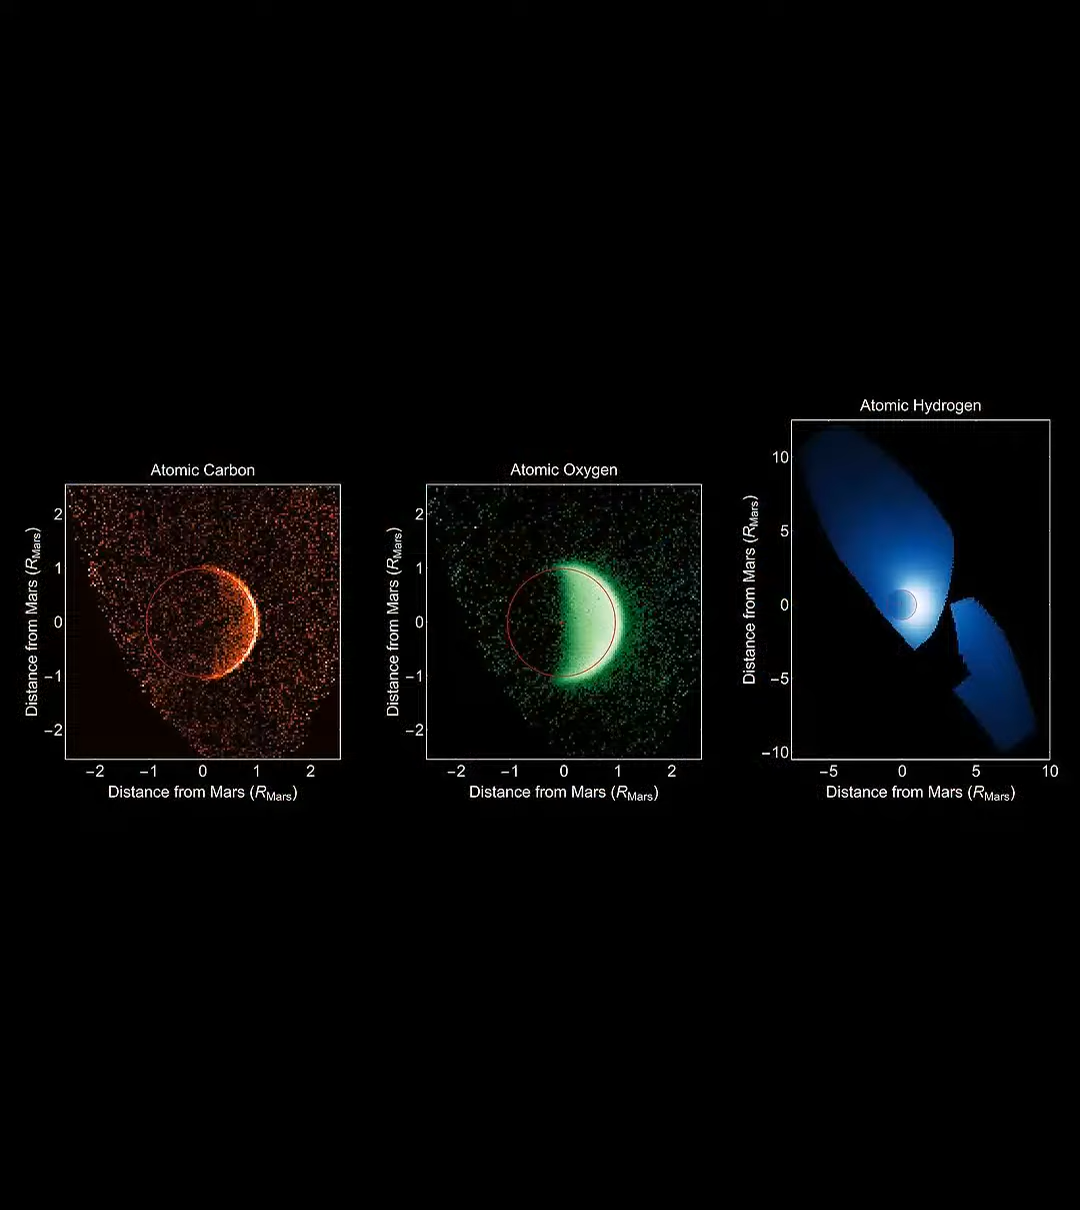 Atomic Carbon
Distance from Mars (RMars)
2
1
0
−1
−2
−2 −1 0 1 2
Distance from Mars (RMars)
Atomic Oxygen
Distance from Mars (RMars)
2
1
0
−1
−2
−2 −1 0 1 2
Distance from Mars (RMars)
Atomic Hydrogen
Distance from Mars (RMars)
10
5
0
−5
−10
−5 0 5 10
Distance from Mars (RMars)